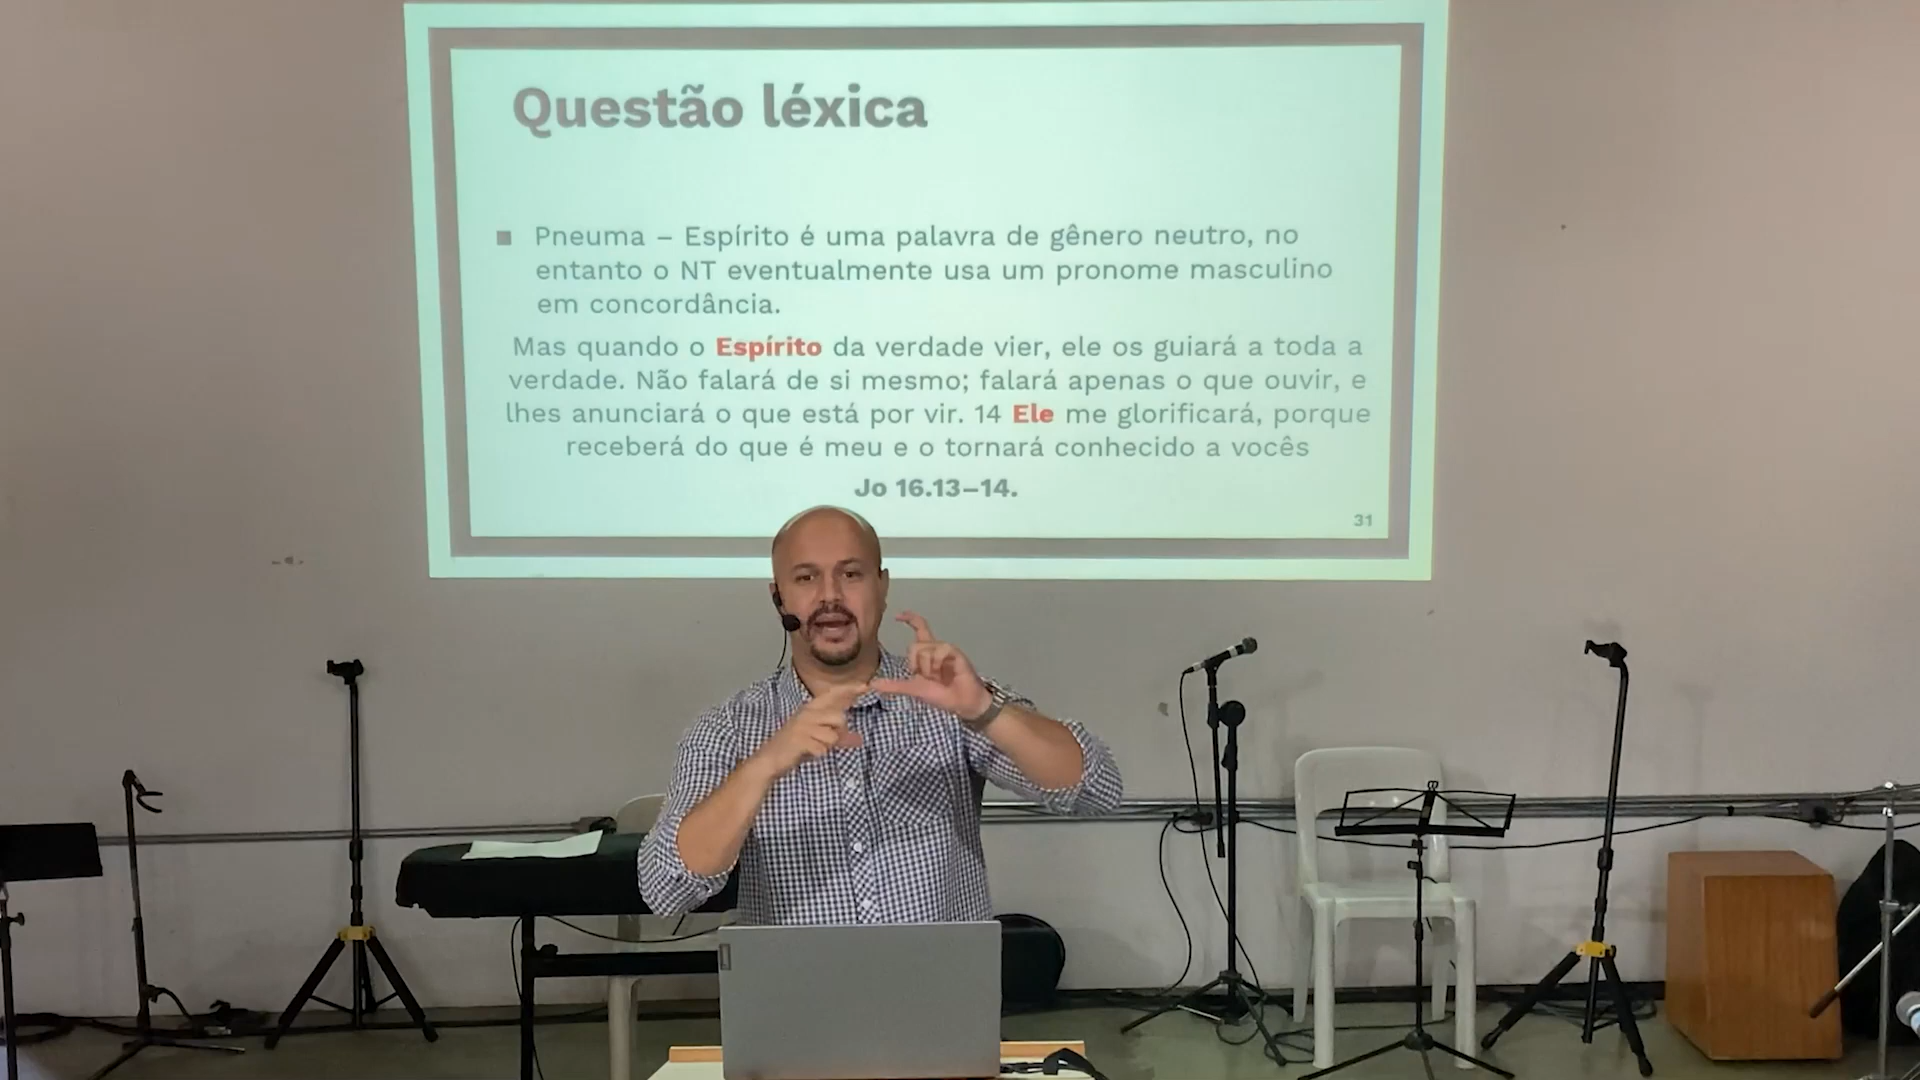 Questão léxica
Pneuma – Espírito é uma palavra de gênero neutro, no
entanto o NT eventualmente usa um pronome masculino
em concordância.
Mas quando o Espírito da verdade vier, ele os guiará a toda a
verdade. Não falará de si mesmo; falará apenas o que ouvir, e
lhes anunciará o que está por vir. 14 Ele me glorificará, porque
receberá do que é meu e o tornará conhecido a vocês
Jo 16.13–14.
31